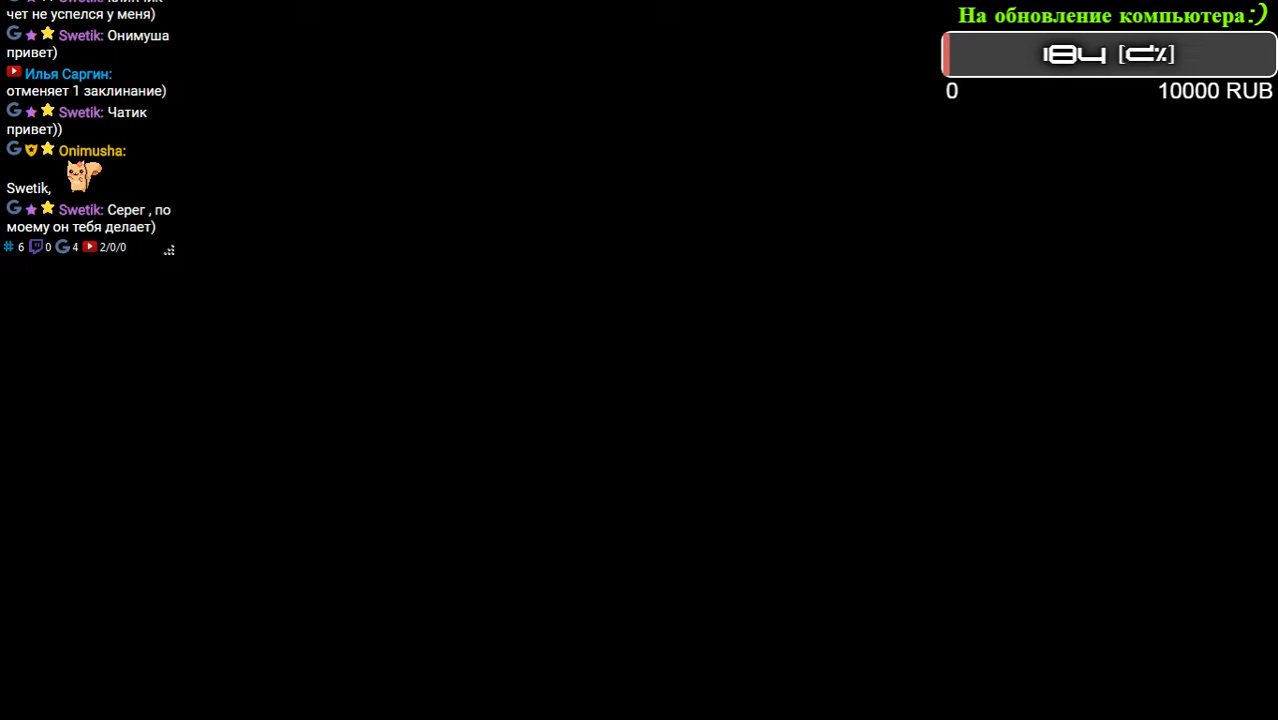 чет не успелся у меня)
Swetik: Онимуша
привет)
Илья Саргин:
отменяет 1 заклинание)
Swetik: Чатик
привет))
Onimusha:
Swetik,
Swetik: Серег , по
моему он тебя делает)
6 0 4 2/0/0
На обновление компьютера:)
184
0 10000 RUB